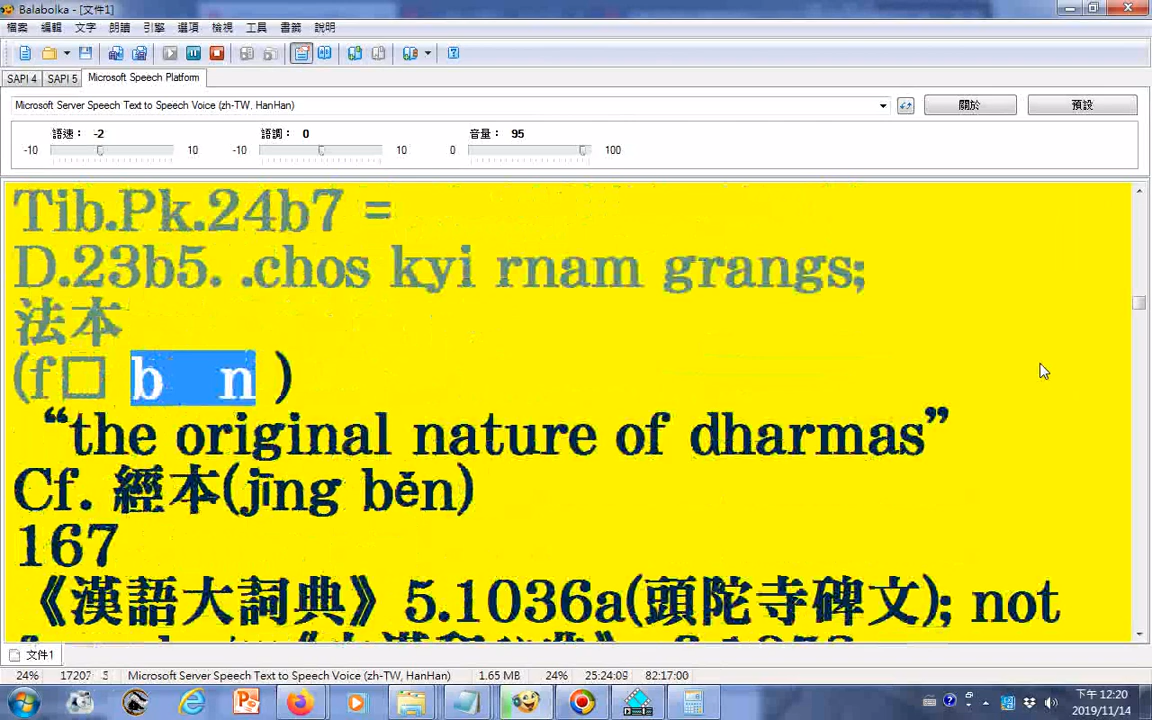 Balabolka - [文件1]
檔案 編輯 文字 朗讀 引擎 選項 檢視 工具 書籤 說明
SAPI 4 SAPI 5 Microsoft Speech Platform
Microsoft Server Speech Text to Speech Voice (zh-TW, HanHan) 關於 預設
語速： -2 語調： 0 音量： 95
-10 10 -10 10 0 100
Tib.Pk.24b7 =
D.23b5. .chos kyi rnam grangs;
法本
(f□ b n )
“the original nature of dharmas”
Cf. 經本(jīng běn)
167
《漢語大詞典》 5.1036a(頭陀寺碑文); not
文件1
24% Microsoft Server Speech Text to Speech Voice (zh-TW, HanHan) 1.65 MB 24% 25:24:09 82:17:00
下午 12:20
2019/11/14